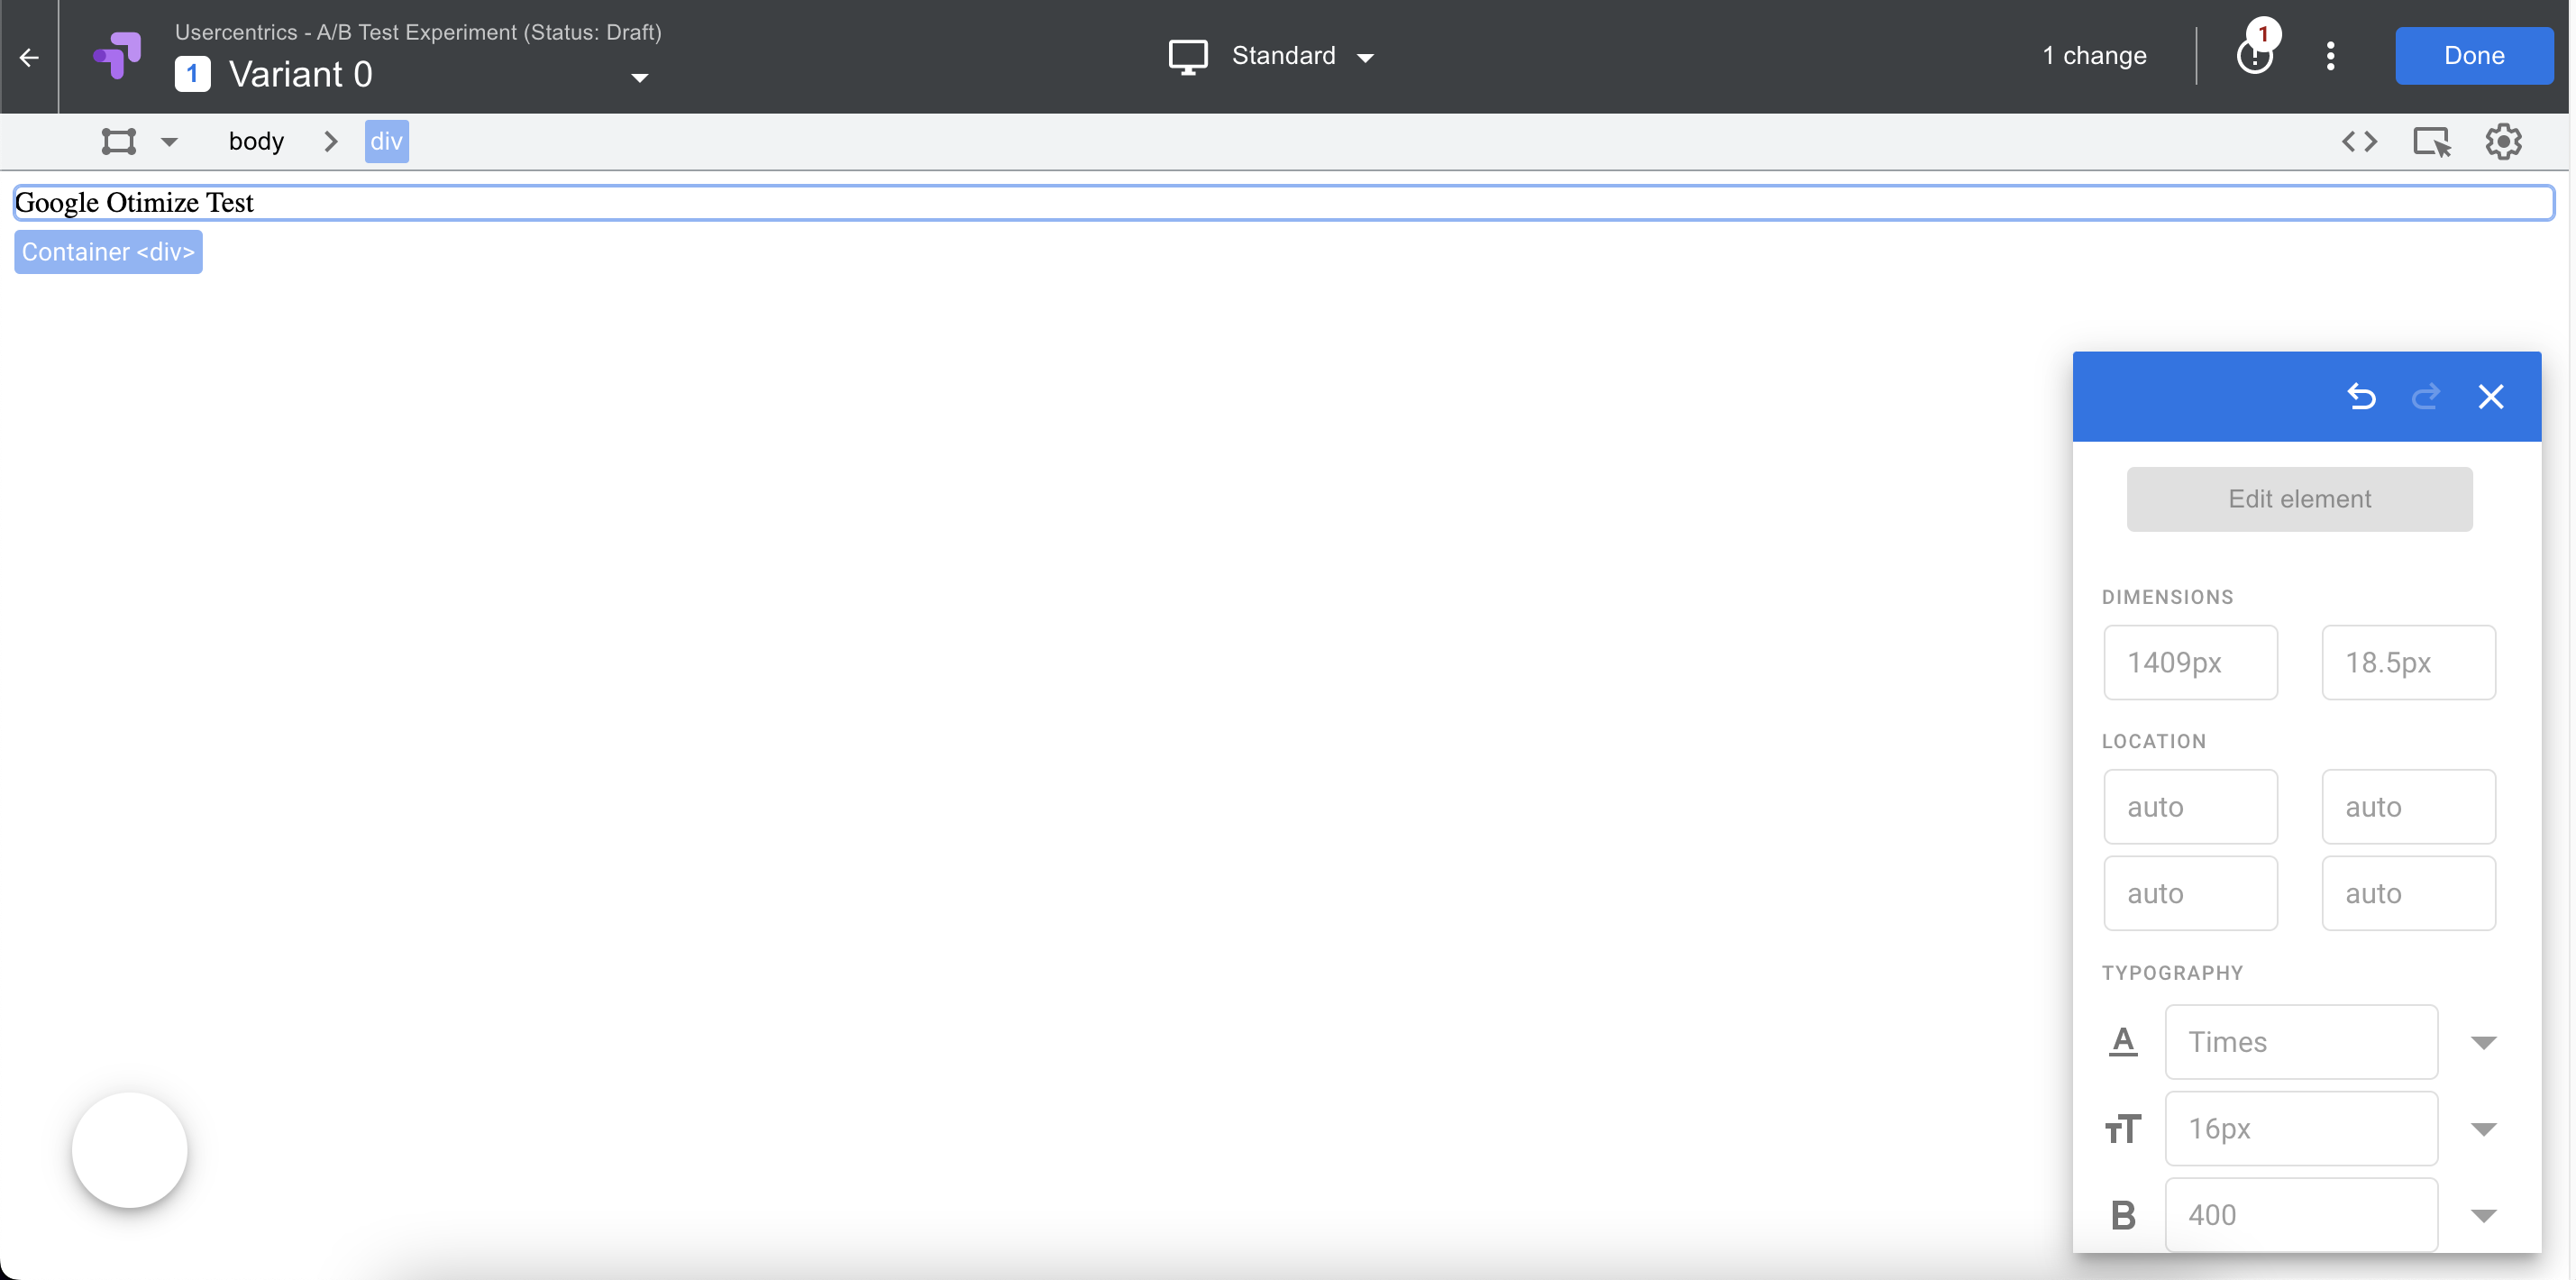 Usercentrics - A/B Test Experiment (Status: Draft)
1 Variant 0
Standard
1 change
1
Done
body
div
Google Otimize Test
Container <div>
Edit element
DIMENSIONS
1409px 18.5px
LOCATION
auto auto
auto auto
TYPOGRAPHY
A Times
TT 16px
B 400